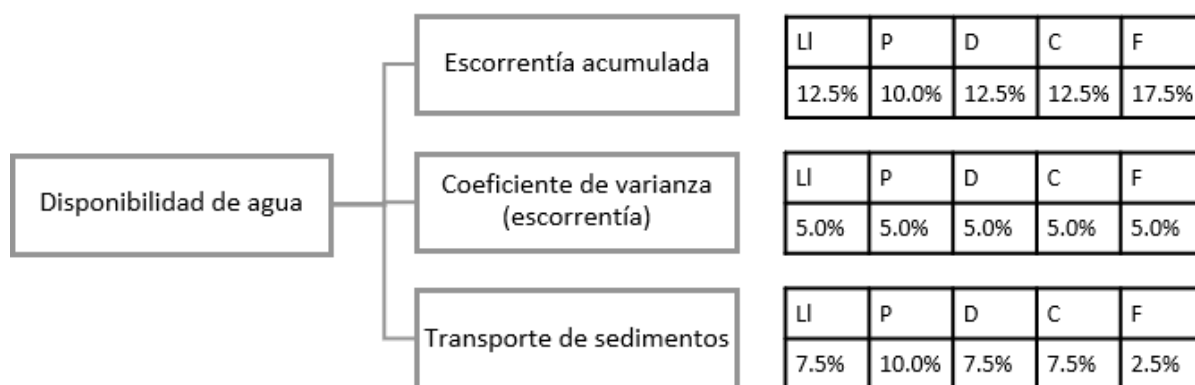 Disponibilidad de agua
Escorrentía acumulada
Ll P D C F
12.5% 10.0% 12.5% 12.5% 17.5%
Coeficiente de varianza
(escorrentía)
Ll P D C F
5.0% 5.0% 5.0% 5.0% 5.0%
Transporte de sedimentos
Ll P D C F
7.5% 10.0% 7.5% 7.5% 2.5%